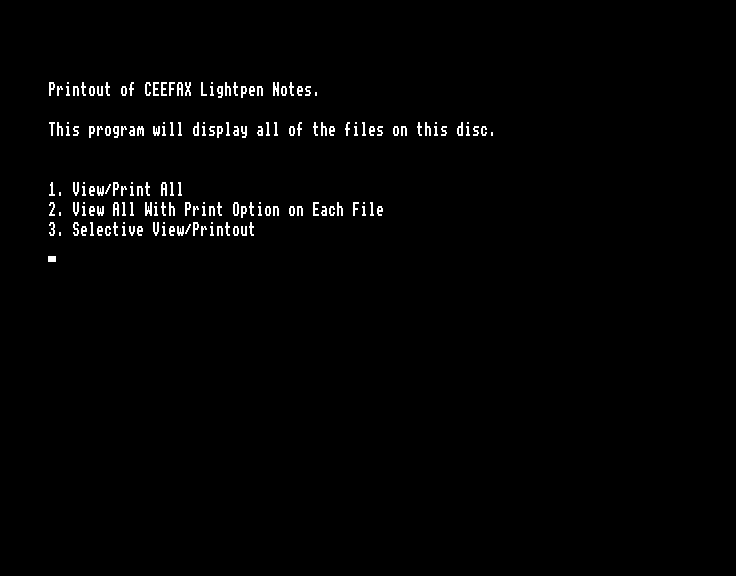 Printout of CEEFAX Lightpen Notes.
This program will display all of the files on this disc.
1. View/Print All
2. View All With Print Option on Each File
3. Selective View/Printout